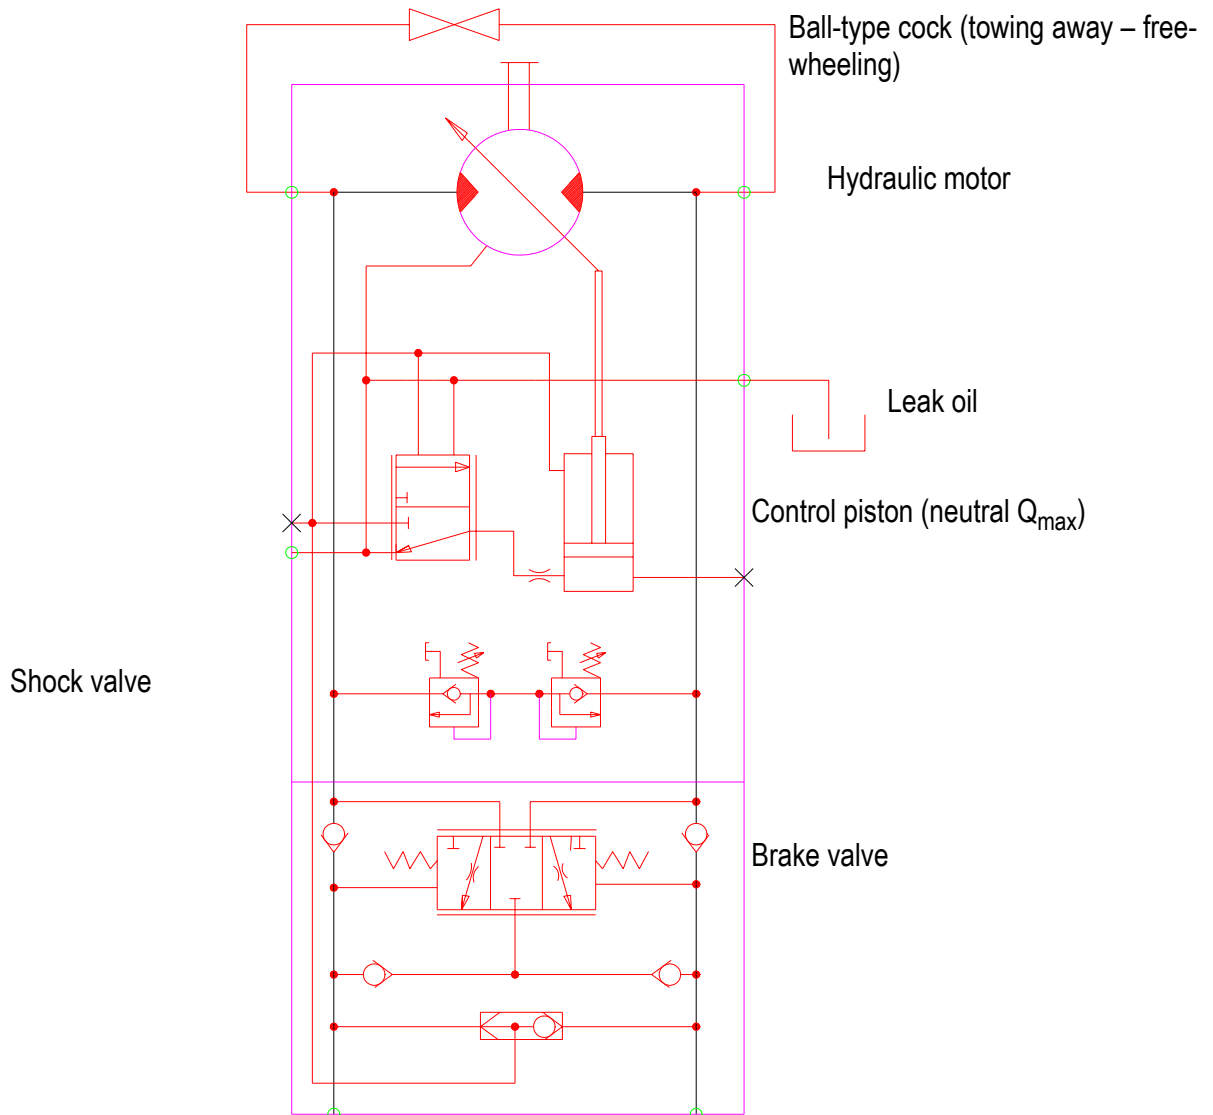 Ball-type cock (towing away – free-
wheeling)
Hydraulic motor
Leak oil
Control piston (neutral Qmax)
Shock valve
Brake valve